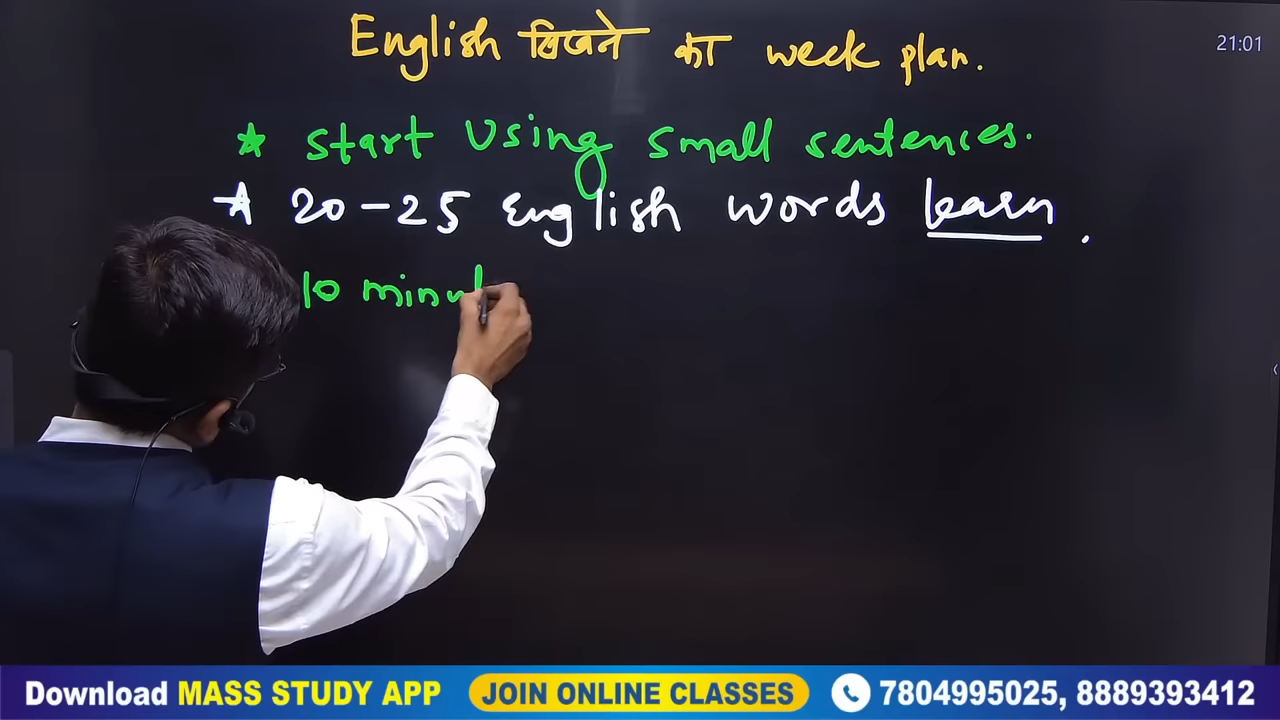 English सिखने का week plan.
21:01
★ start Using small sentences.
★ 20-25 English words learn.
10 minut
Download MASS STUDY APP JOIN ONLINE CLASSES 7804995025, 8889393412